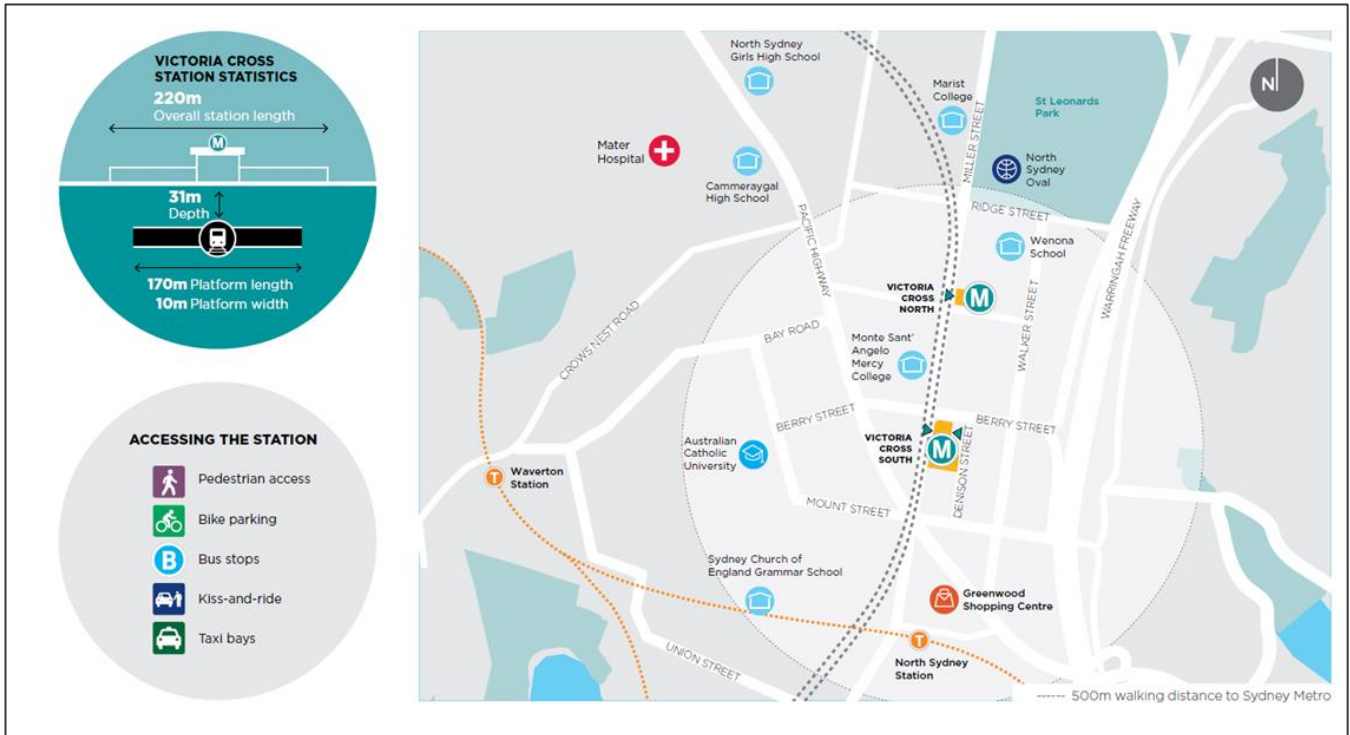 VICTORIA CROSS
STATION STATISTICS
220m
Overall station length
M
31m
Depth
170m Platform length
10m Platform width
ACCESSING THE STATION
Pedestrian access
Bike parking
B
Bus stops
Kiss-and-ride
Taxi bays
North Sydney
Girls High School
Marist
College
St Leonards
Park
N
Mater
Hospital
Cammeraygal
High School
MILLER STREET
North
Sydney
Oval
PACIFIC HIGHWAY
RIDGE STREET
Wenona
School
WARRINGAH FREEWAY
VICTORIA
CROSS
NORTH
M
WALKER STREET
CROWS NEST ROAD
BAY ROAD
Monte Sant'
Angelo
Mercy
College
BERRY STREET
BERRY STREET
VICTORIA
CROSS
SOUTH
M
DENISON STREET
Australian
Catholic
University
T
Waverton
Station
MOUNT STREET
Sydney Church of
England Grammar School
Greenwood
Shopping Centre
T
North Sydney
Station
UNION STREET
500m walking distance to Sydney Metro